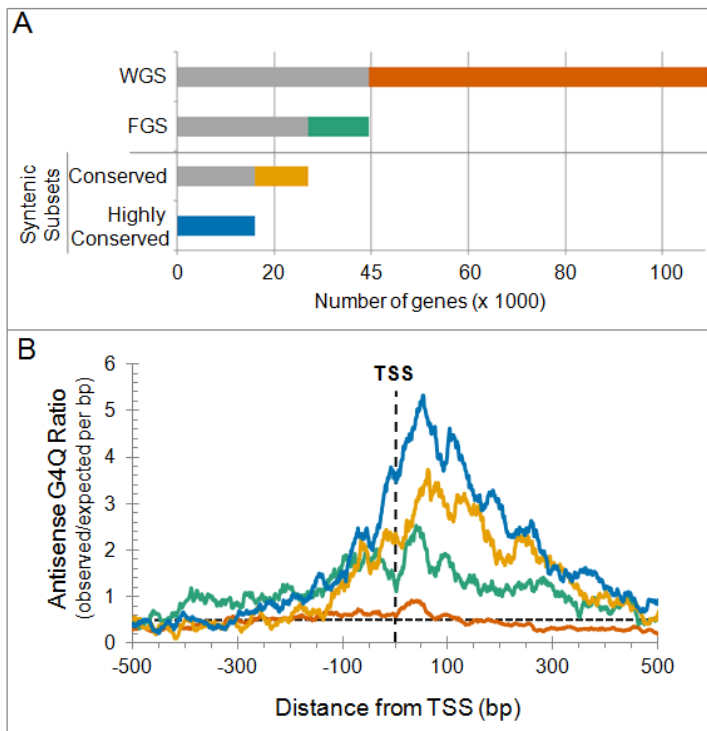 A
WGS
FGS
Syntenic
Subsets
Conserved
Highly
Conserved
0 20 45 60 80 100
Number of genes (x 1000)
B
TSS
Antisense G4Q Ratio
(observed/expected per bp)
6
5
4
3
2
1
0
-500 -300 -100 100 300 500
Distance from TSS (bp)